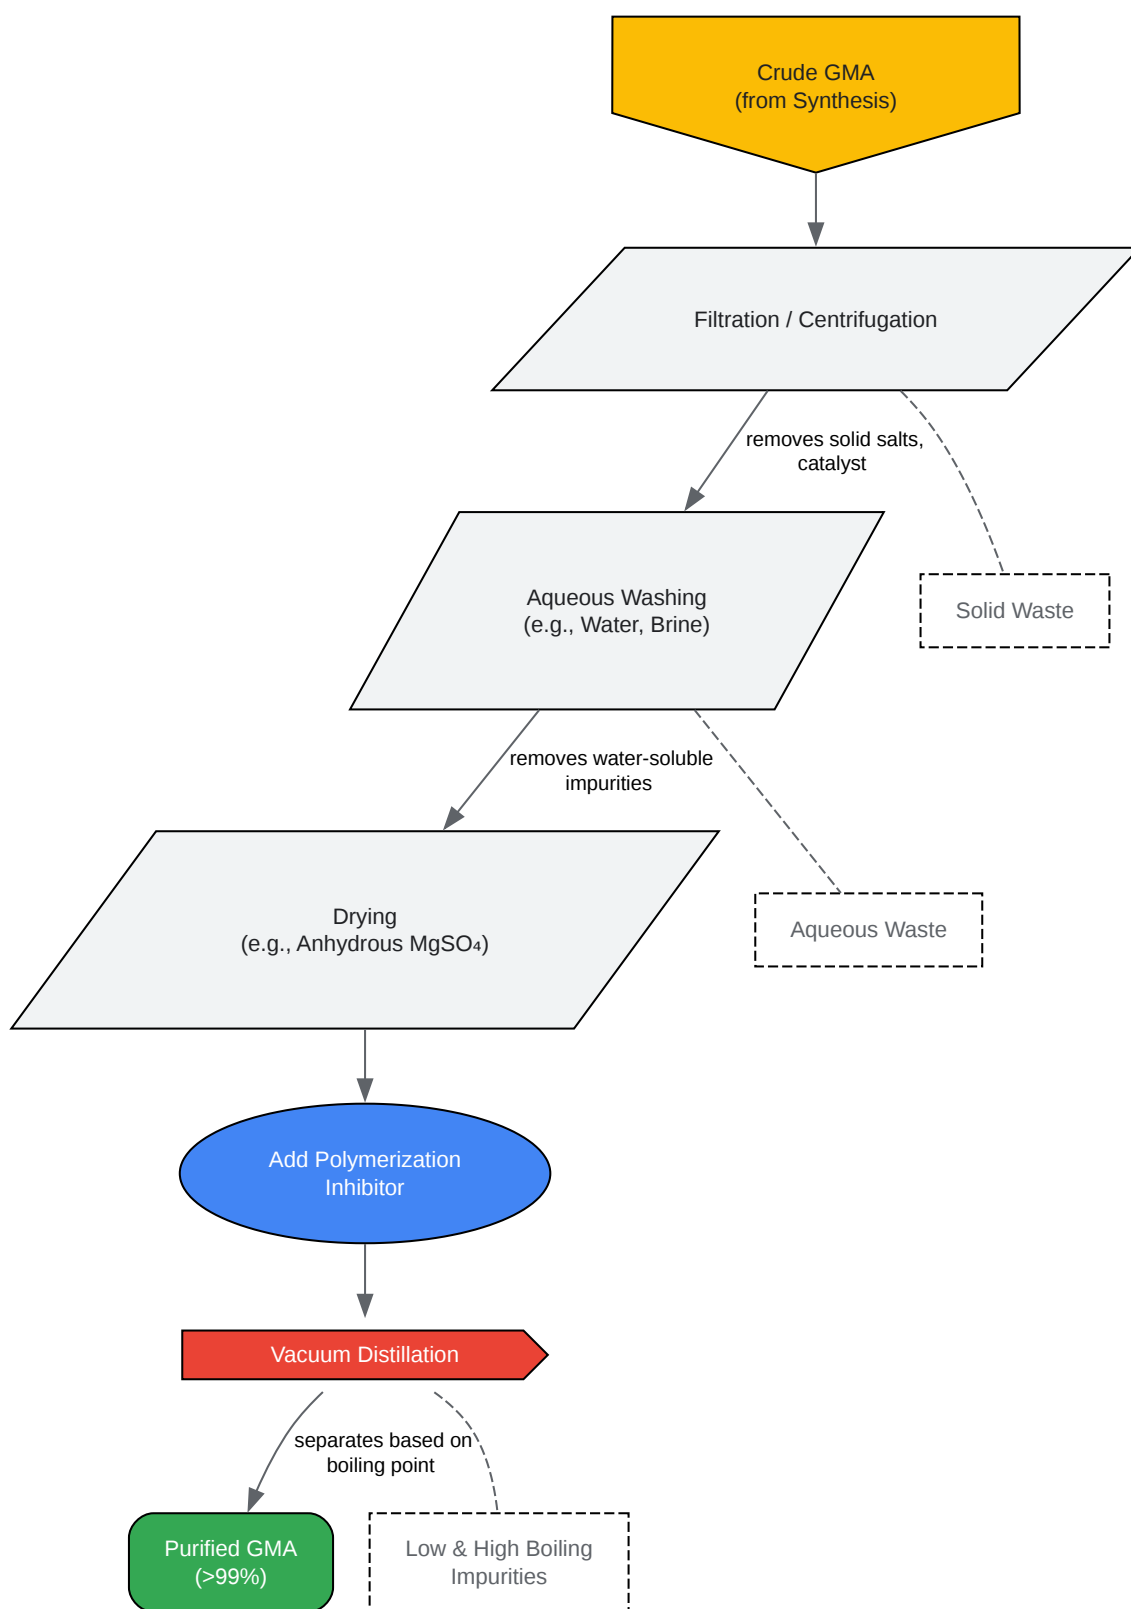 Crude GMA
(from Synthesis)
Filtration / Centrifugation
removes solid salts,
catalyst
Aqueous Washing
(e.g., Water, Brine)
Solid Waste
removes water-soluble
impurities
Drying
(e.g., Anhydrous MgSO₄)
Aqueous Waste
Add Polymerization
Inhibitor
Vacuum Distillation
separates based on
boiling point
Purified GMA
(>99%)
Low & High Boiling
Impurities